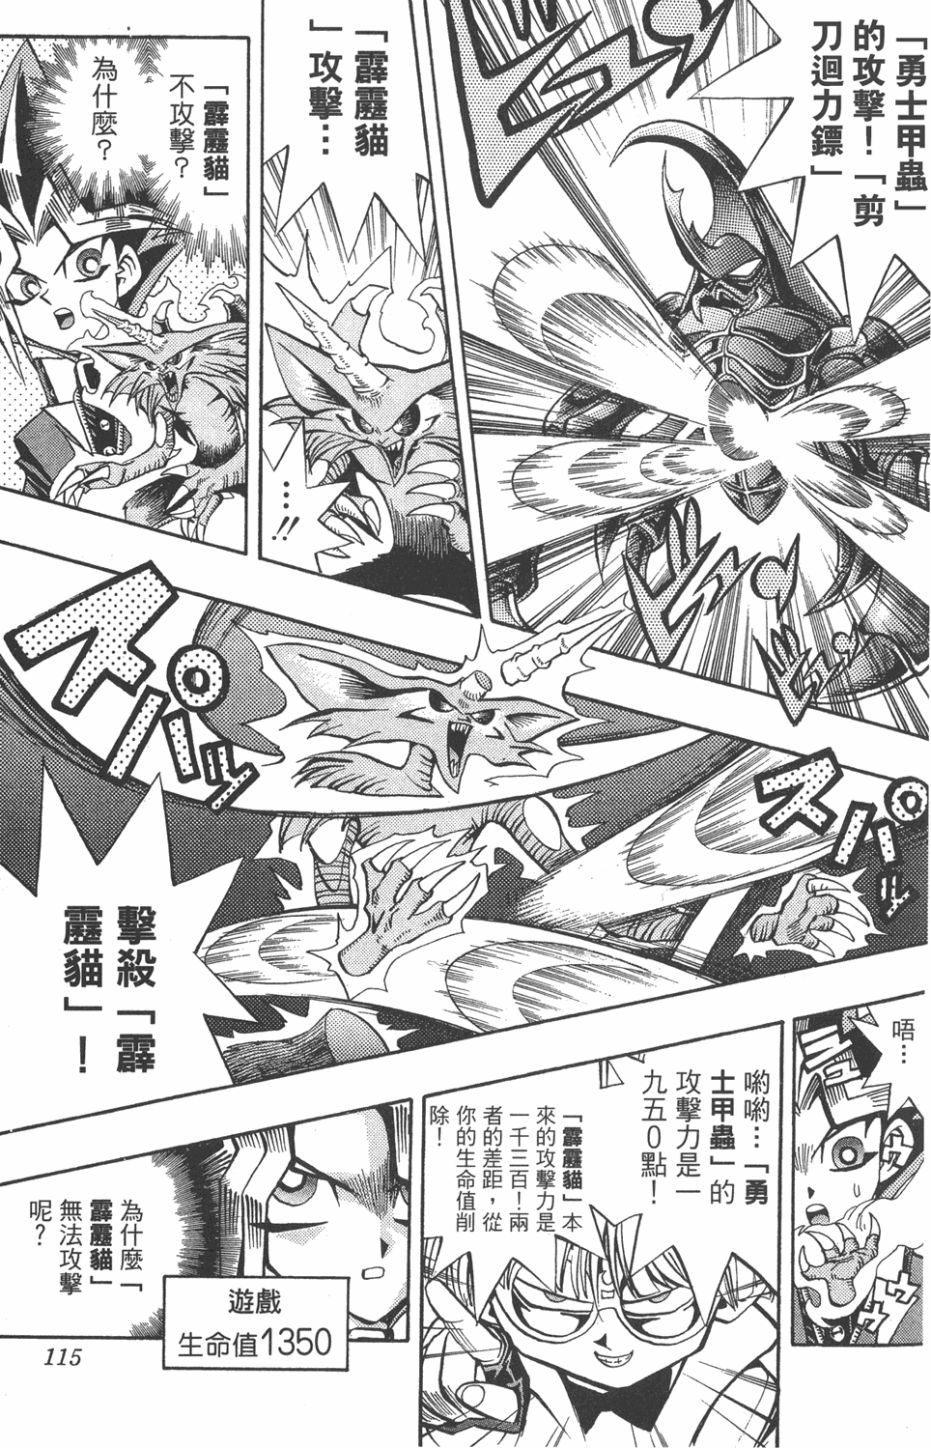 「勇士甲蟲」
的攻擊！「剪
刀迴力鏢」
「霹靂貓
」攻擊…
…!!
「霹靂貓」
不攻擊？
為什麼？
ズパッ
スパッ
擊殺「霹
靂貓」！
唔…
喲喲…「勇
士甲蟲」的
攻擊力是一
九五０點！
「霹靂貓」本
來的攻擊力是
一千三百！兩
者的差距，從
你的生命值削
除！
為什麼「
霹靂貓」
無法攻擊
呢？
遊戲
生命值1350
115